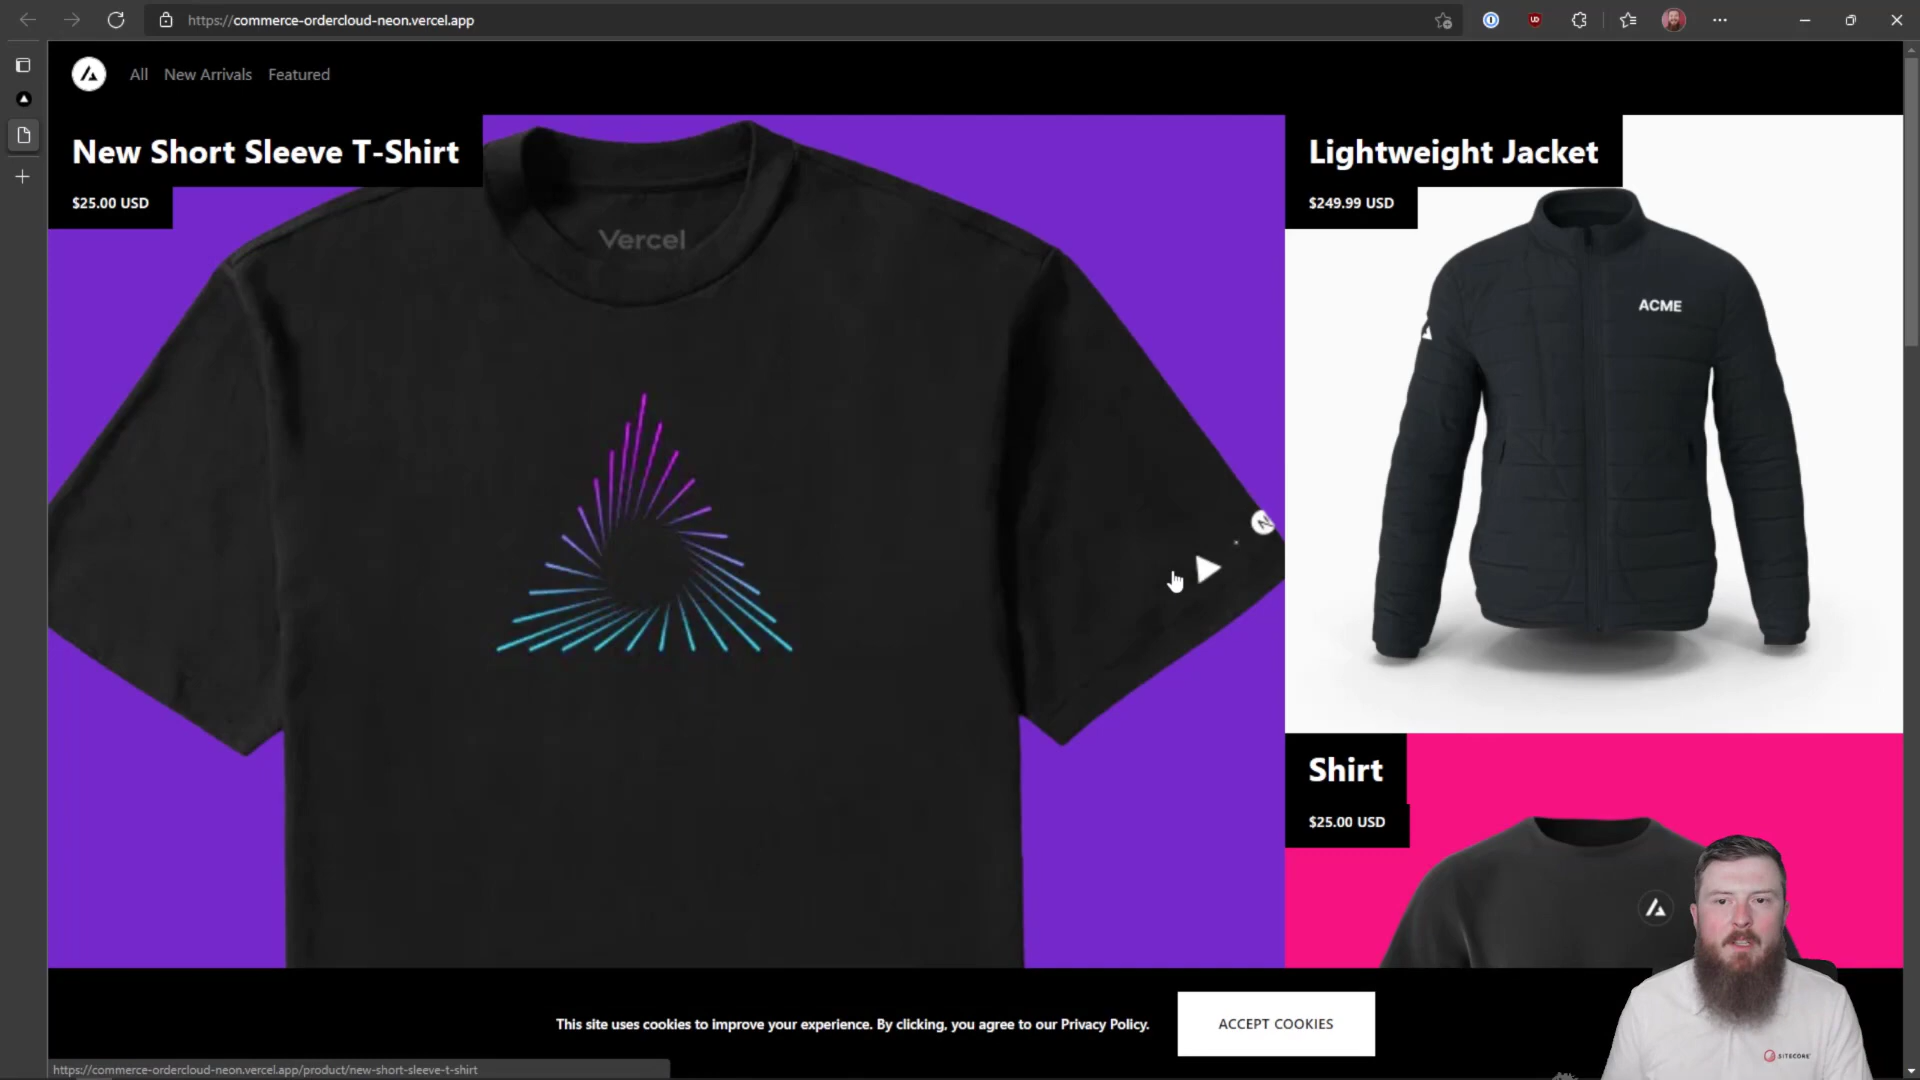 https://commerce-ordercloud-neon.vercel.app
All New Arrivals Featured
New Short Sleeve T-Shirt
$25.00 USD
Vercel
Lightweight Jacket
$249.99 USD
ACME
Shirt
$25.00 USD
This site uses cookies to improve your experience. By clicking, you agree to our Privacy Policy.
ACCEPT COOKIES
SITECORE
https://commerce-ordercloud-neon.vercel.app/product/new-short-sleeve-t-shirt